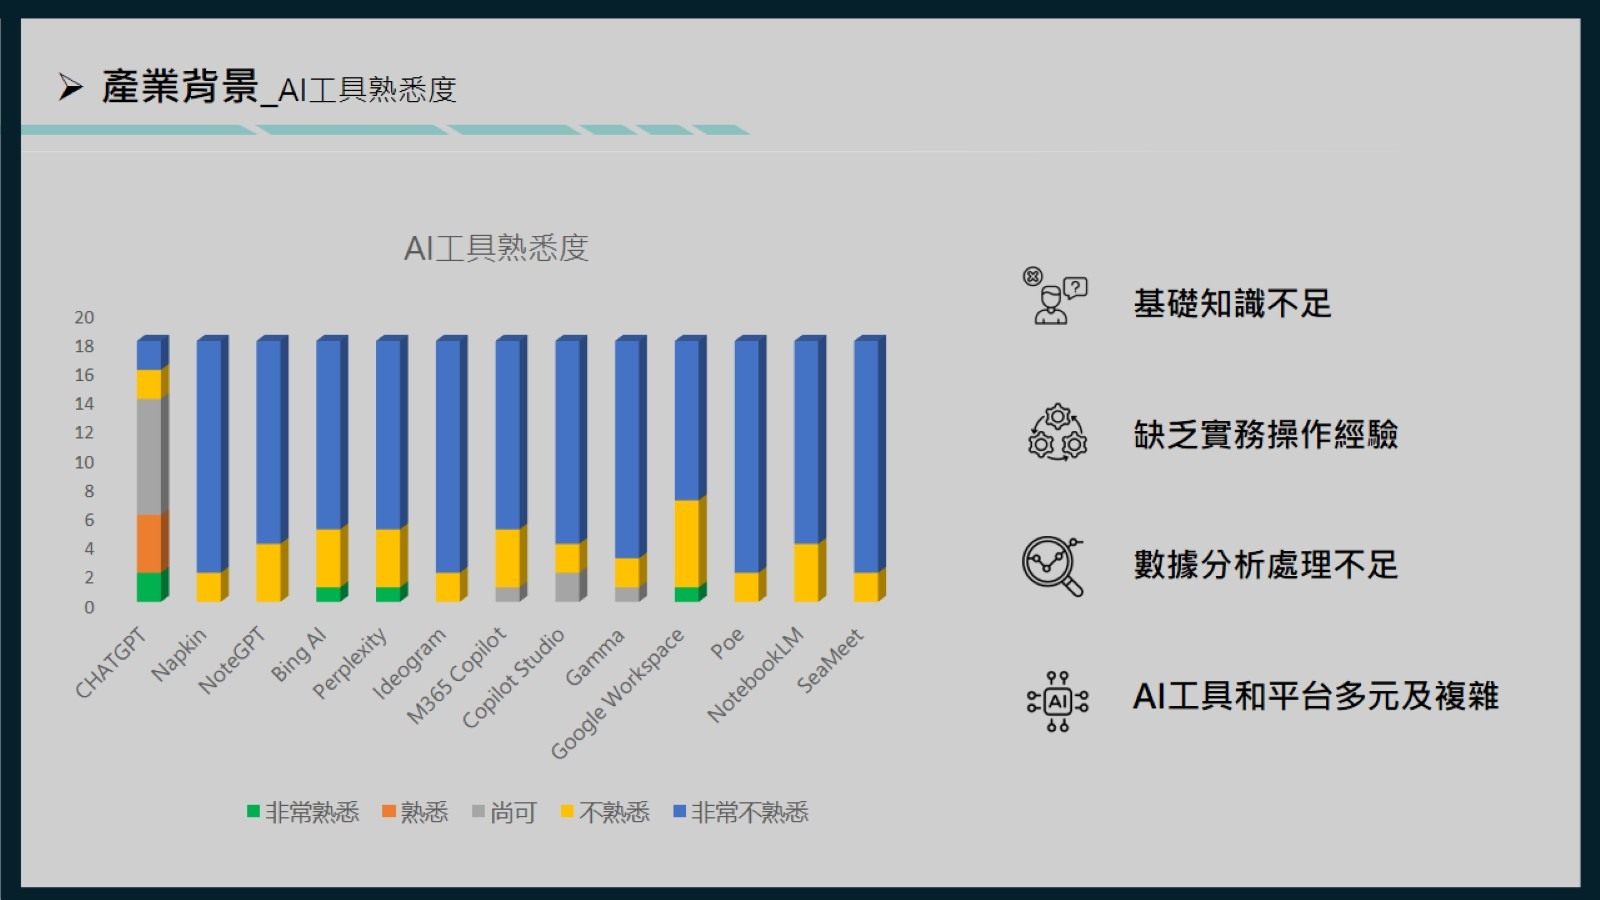 產業背景_AI工具熟悉度
AI工具熟悉度
20
18
16
14
12
10
8
6
4
2
0
CHATGPT
Napkin
NoteGPT
Bing AI
Perplexity
Ideogram
M365 Copilot
Copilot Studio
Gamma
Google Workspace
Poe
NotebookLM
SeaMeet
非常熟悉 熟悉 尚可 不熟悉 非常不熟悉
基礎知識不足
缺乏實務操作經驗
數據分析處理不足
AI
AI工具和平台多元及複雜